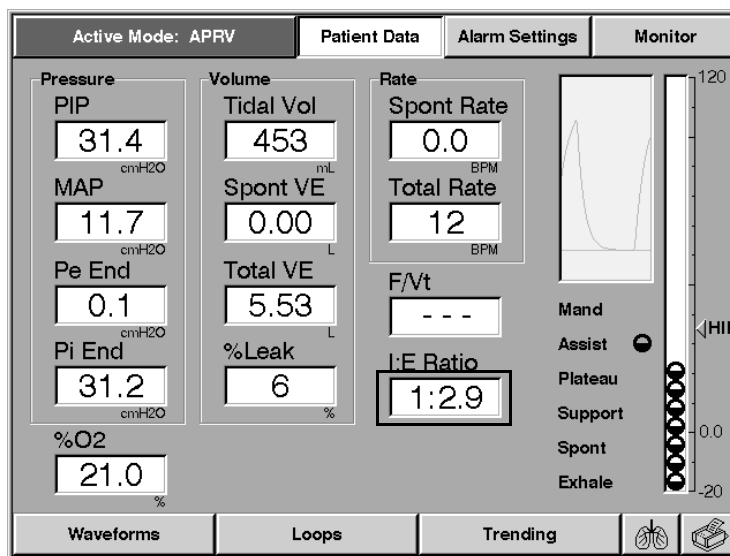 Active Mode: APRV
Patient Data
Alarm Settings
Monitor
Pressure
PIP
31.4
cmH2O
MAP
11.7
cmH2O
Pe End
0.1
cmH2O
Pi End
31.2
cmH2O
%O2
21.0
%
Volume
Tidal Vol
453
mL
Spont VE
0.00
L
Total VE
5.53
L
%Leak
6
%
Rate
Spont Rate
0.0
BPM
Total Rate
12
BPM
F/Vt
- - -
I:E Ratio
1:2.9
Mand
Assist
Plateau
Support
Spont
Exhale
120
0.0
-20
Waveforms
Loops
Trending